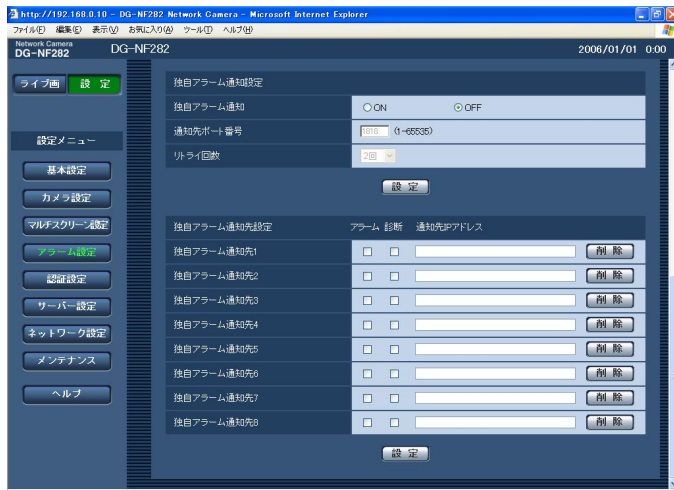 http://192.168.0.10 - DG-NF282 Network Camera - Microsoft Internet Explorer
ファイル(F) 編集(E) 表示(V) お気に入り(A) ツール(T) ヘルプ(H)
Network Camera
DG-NF282
DG-NF282
2006/01/01 0:00
ライブ画 設定
設定メニュー
基本設定
カメラ設定
マルチスクリーン設定
アラーム設定
認証設定
サーバー設定
ネットワーク設定
メンテナンス
ヘルプ
独自アラーム通知設定
独自アラーム通知 ON OFF
通知先ポート番号 1818 (1-65535)
リトライ回数 2回
設定
独自アラーム通知先設定 アラーム 診断 通知先IPアドレス
独自アラーム通知先1 削除
独自アラーム通知先2 削除
独自アラーム通知先3 削除
独自アラーム通知先4 削除
独自アラーム通知先5 削除
独自アラーム通知先6 削除
独自アラーム通知先7 削除
独自アラーム通知先8 削除
設定